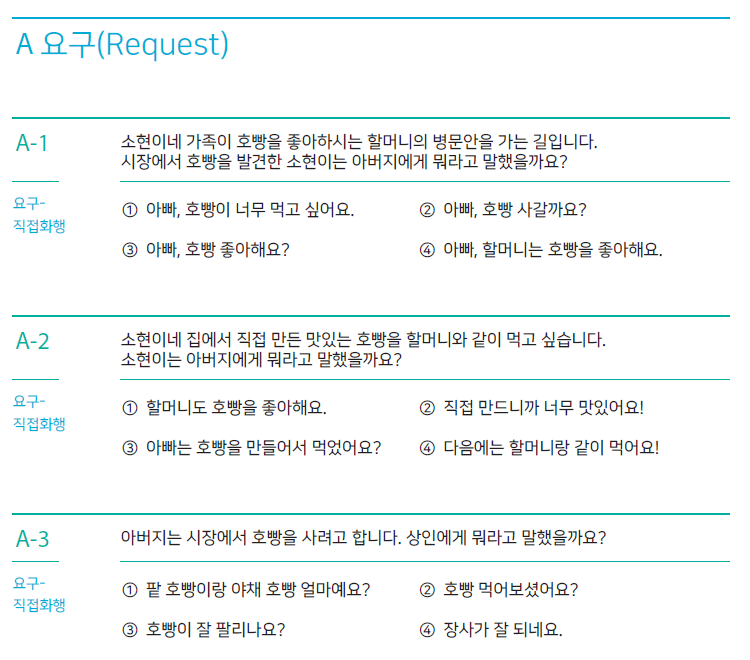 A 요구(Request)
A-1
소현이네 가족이 호빵을 좋아하시는 할머니의 병문안을 가는 길입니다.
시장에서 호빵을 발견한 소현이는 아버지에게 뭐라고 말했을까요?
요구-
직접화행
① 아빠, 호빵이 너무 먹고 싶어요.
② 아빠, 호빵 사갈까요?
③ 아빠, 호빵 좋아해요?
④ 아빠, 할머니는 호빵을 좋아해요.
A-2
소현이네 집에서 직접 만든 맛있는 호빵을 할머니와 같이 먹고 싶습니다.
소현이는 아버지에게 뭐라고 말했을까요?
요구-
직접화행
① 할머니도 호빵을 좋아해요.
② 직접 만드니까 너무 맛있어요!
③ 아빠는 호빵을 만들어서 먹었어요?
④ 다음에는 할머니랑 같이 먹어요!
A-3
아버지는 시장에서 호빵을 사려고 합니다. 상인에게 뭐라고 말했을까요?
요구-
직접화행
① 팥 호빵이랑 야채 호빵 얼마예요?
② 호빵 먹어보셨어요?
③ 호빵이 잘 팔리나요?
④ 장사가 잘 되네요.